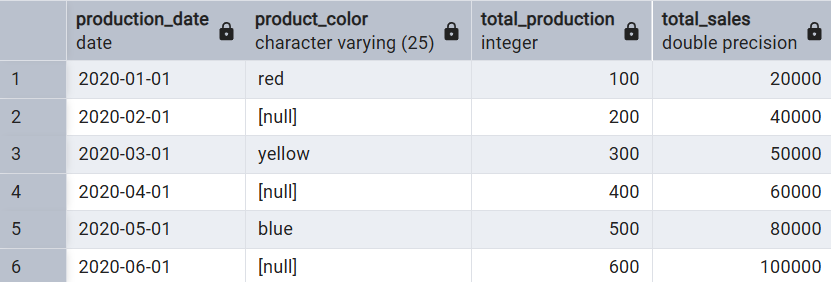 production_date product_color total_production total_sales
date character varying (25) integer double precision
1 2020-01-01 red 100 20000
2 2020-02-01 [null] 200 40000
3 2020-03-01 yellow 300 50000
4 2020-04-01 [null] 400 60000
5 2020-05-01 blue 500 80000
6 2020-06-01 [null] 600 100000